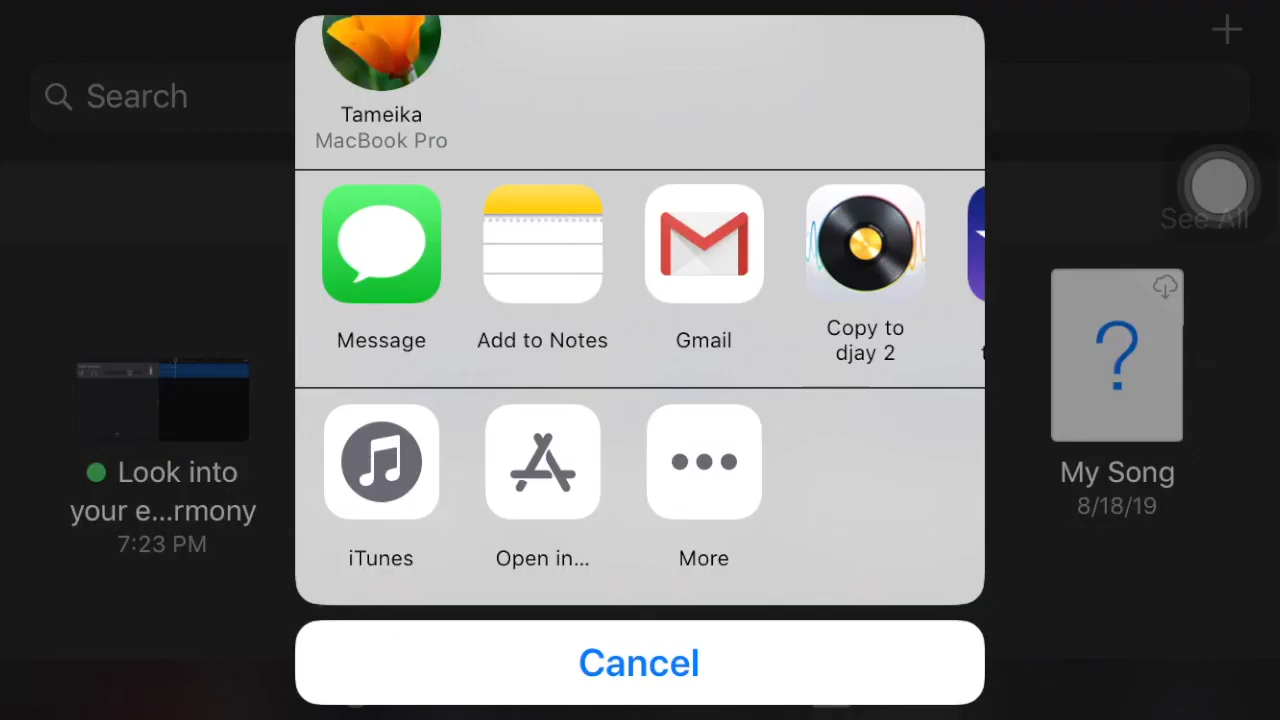 Search
Tameika
MacBook Pro
See All
Message
Add to Notes
Gmail
Copy to
djay 2
iTunes
Open in...
More
Look into
your e...rmony
7:23 PM
?
My Song
8/18/19
Cancel